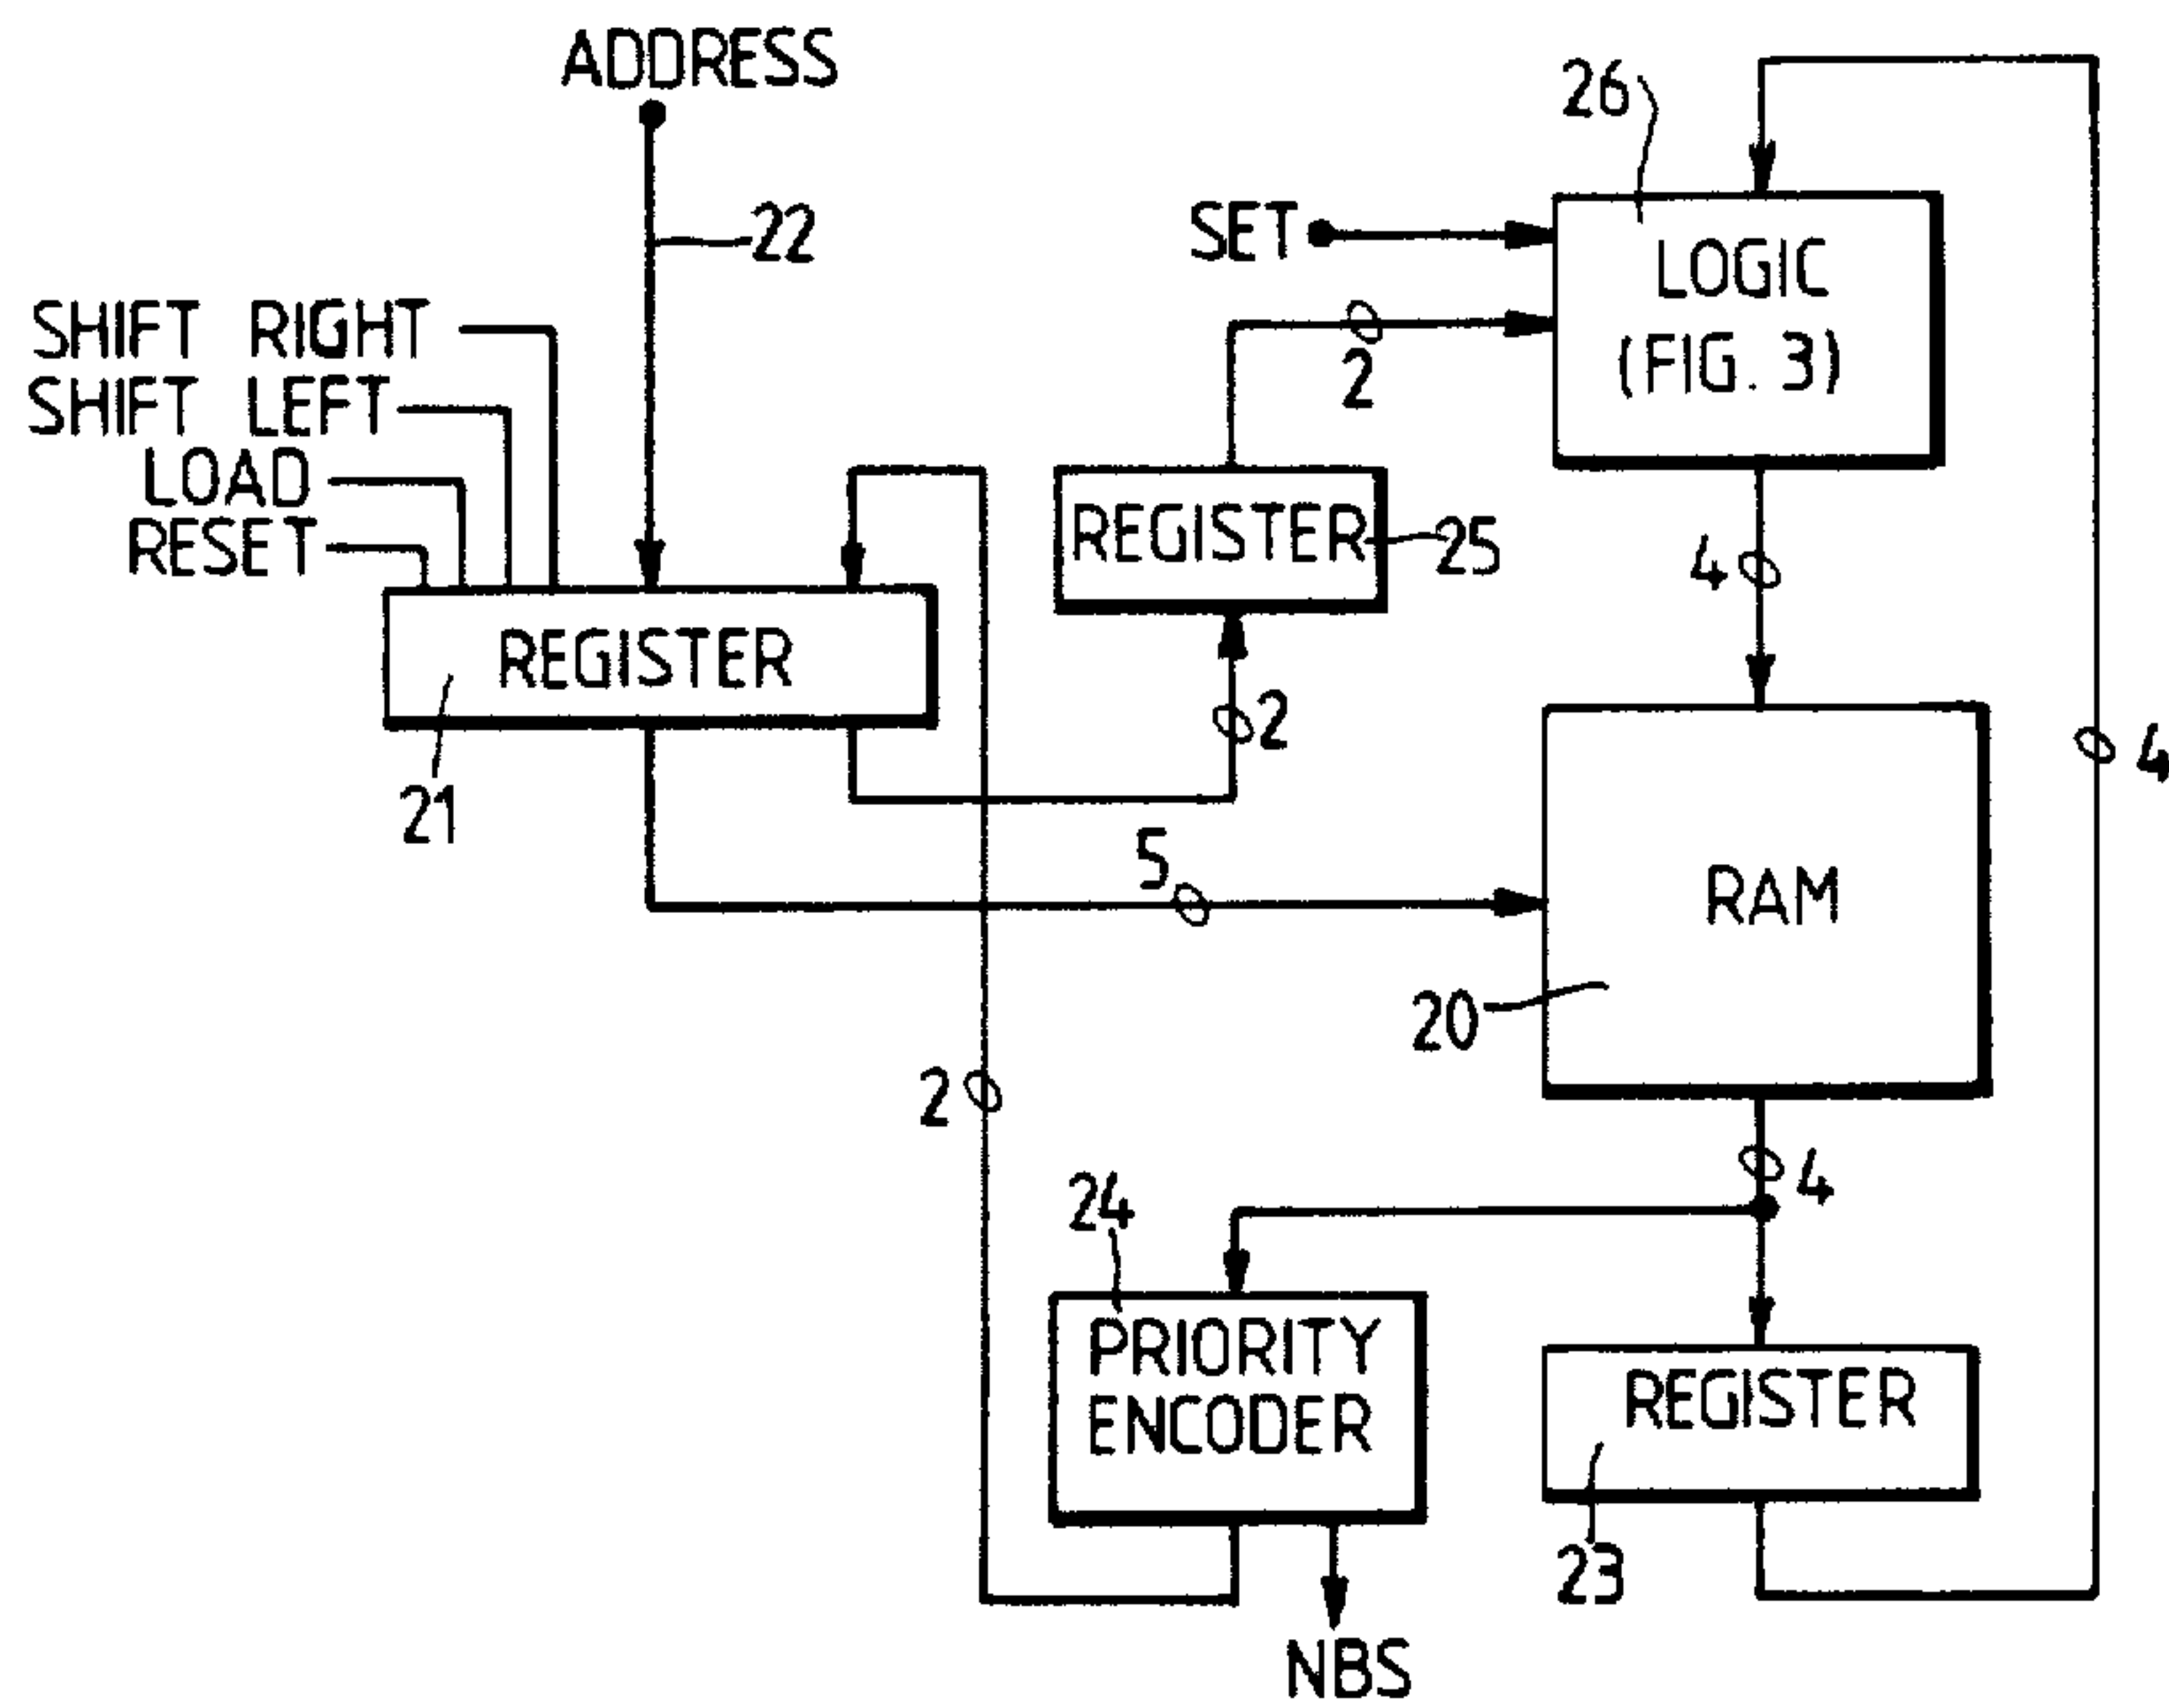 ADDRESS
26
22
SET
LOGIC
(FIG. 3)
SHIFT RIGHT
SHIFT LEFT
LOAD
RESET
2
REGISTER
25
4
REGISTER
21
2
4
5
RAM
20
2
4
24
PRIORITY
ENCODER
REGISTER
23
NBS